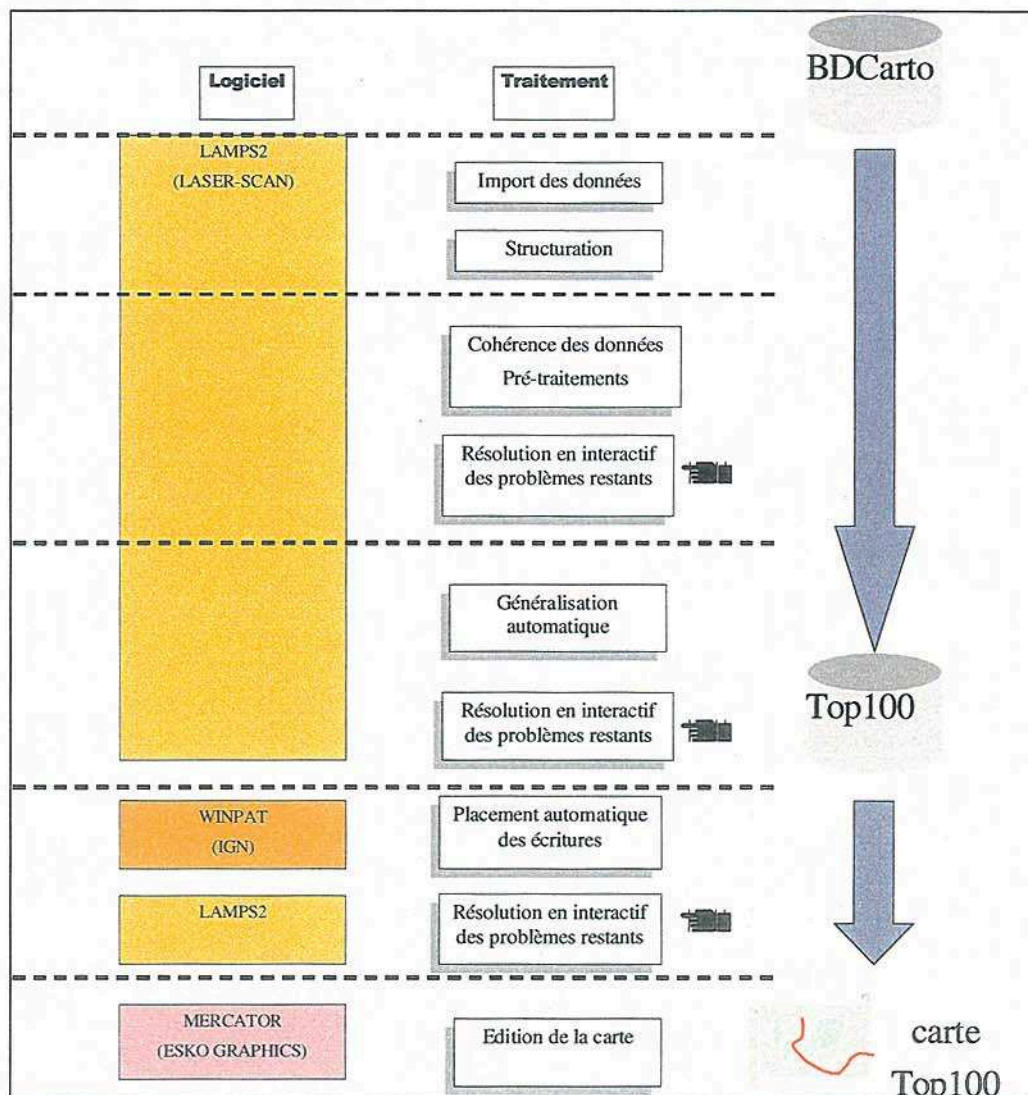 BDCarto
Logiciel
Traitement
LAMPS2
(LASER-SCAN)
Import des données
Structuration
Cohérence des données
Pré-traitements
Résolution en interactif
des problèmes restants
Généralisation
automatique
Résolution en interactif
des problèmes restants
Top100
WINPAT
(IGN)
Placement automatique
des écritures
LAMPS2
Résolution en interactif
des problèmes restants
MERCATOR
(ESKO GRAPHICS)
Edition de la carte
carte
Top100